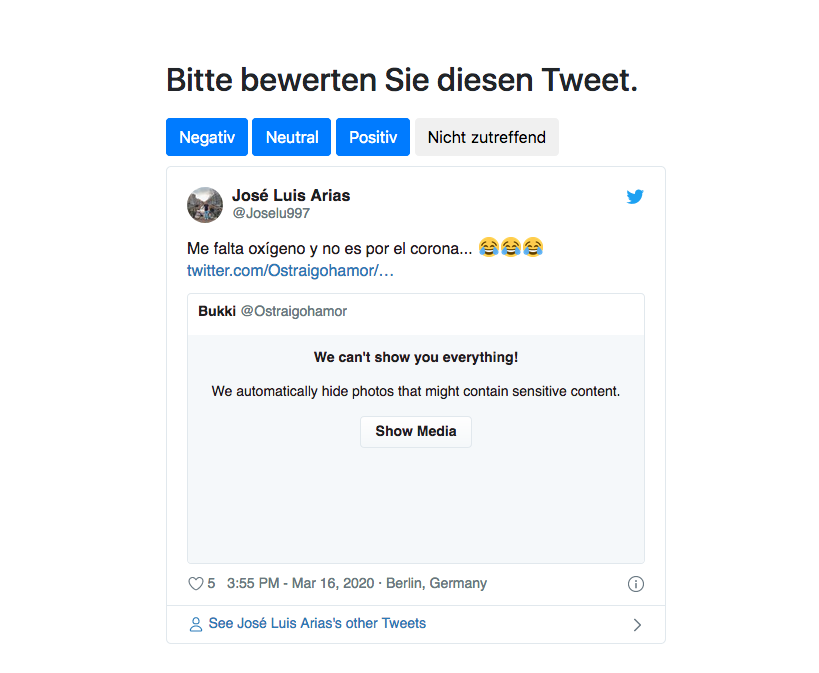 Bitte bewerten Sie diesen Tweet.
Negativ Neutral Positiv Nicht zutreffend
José Luis Arias
@Joselu997
Me falta oxígeno y no es por el corona... 😂😂😂
twitter.com/Ostraigohamor/…
Bukki @Ostraigohamor
We can't show you everything!
We automatically hide photos that might contain sensitive content.
Show Media
5 3:55 PM - Mar 16, 2020 · Berlin, Germany
See José Luis Arias's other Tweets